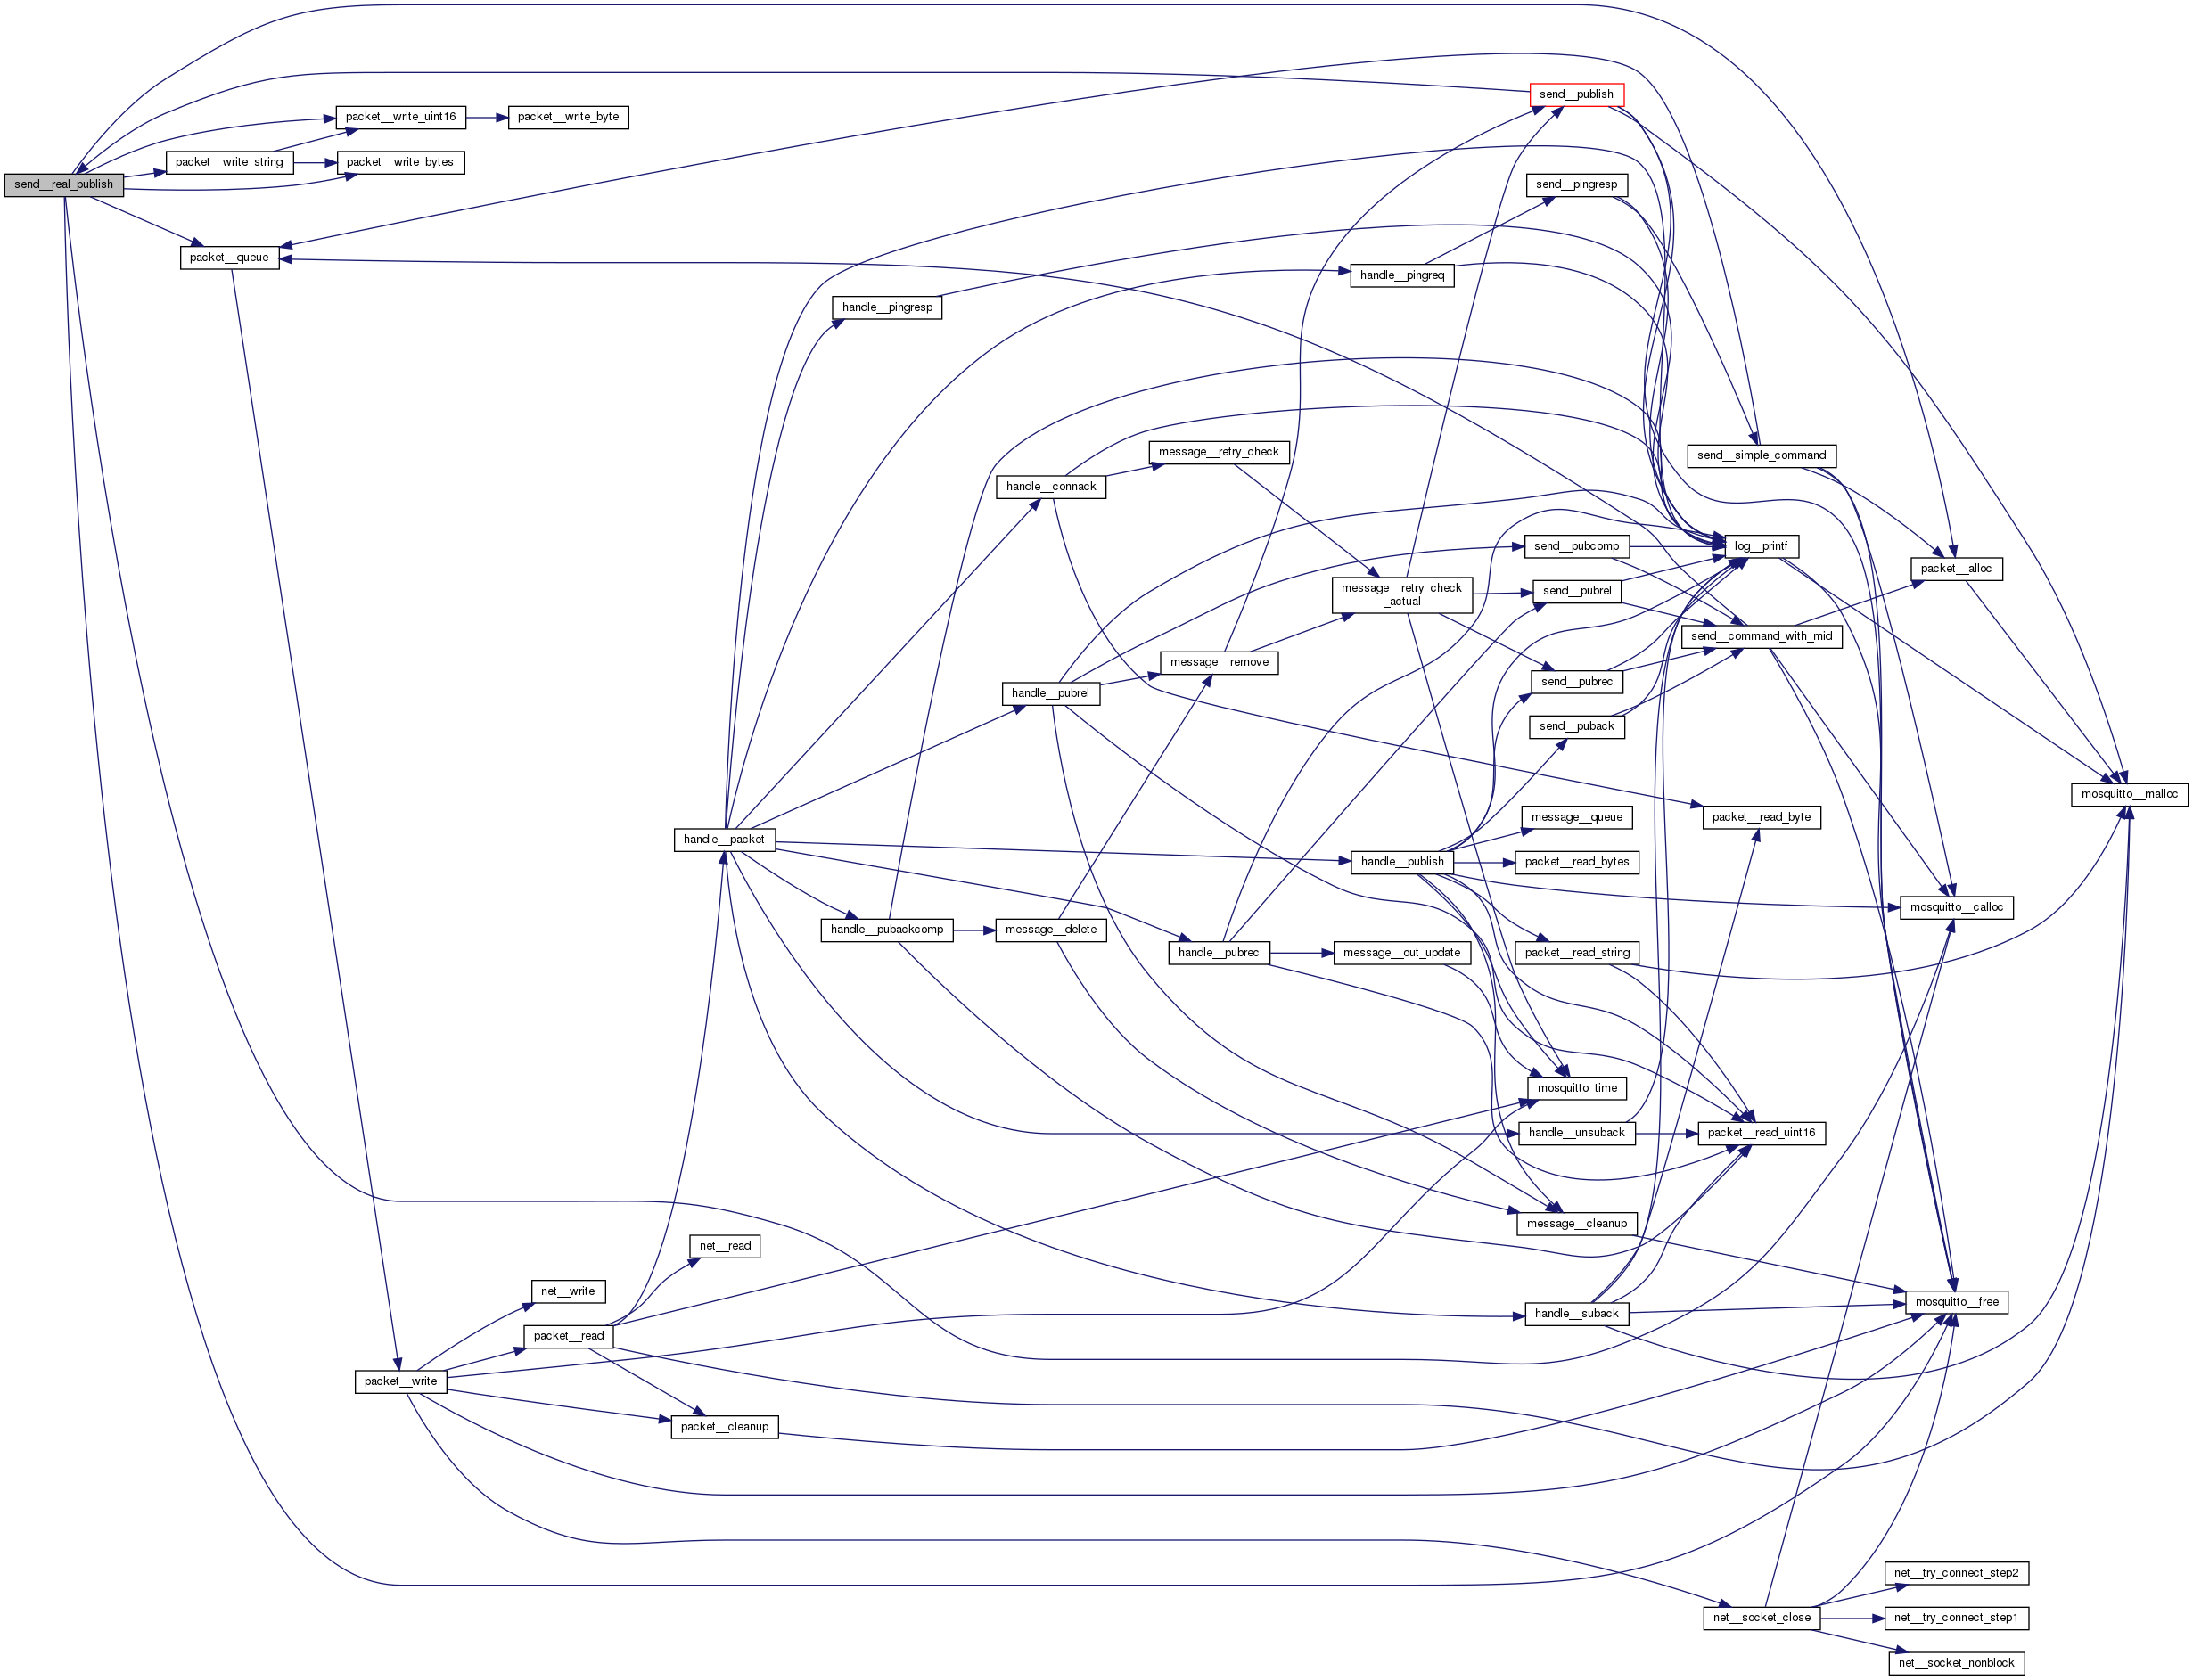 send__publish
packet__write_uint16
packet__write_byte
packet__write_string
packet__write_bytes
send__real_publish
send__pingresp
packet__queue
handle__pingreq
handle__pingresp
message__retry_check
send__simple_command
handle__connack
send__pubcomp
log__printf
packet__alloc
message__retry_check
_actual
send__pubrel
send__command_with_mid
message__remove
send__pubrec
handle__pubrel
send__puback
mosquitto__malloc
message__queue
packet__read_byte
handle__packet
handle__publish
packet__read_bytes
mosquitto__calloc
handle__pubackcomp
message__delete
handle__pubrec
message__out_update
packet__read_string
mosquitto_time
handle__unsuback
packet__read_uint16
message__cleanup
net__read
net__write
mosquitto__free
handle__suback
packet__read
packet__write
packet__cleanup
net__try_connect_step2
net__socket_close
net__try_connect_step1
net__socket_nonblock